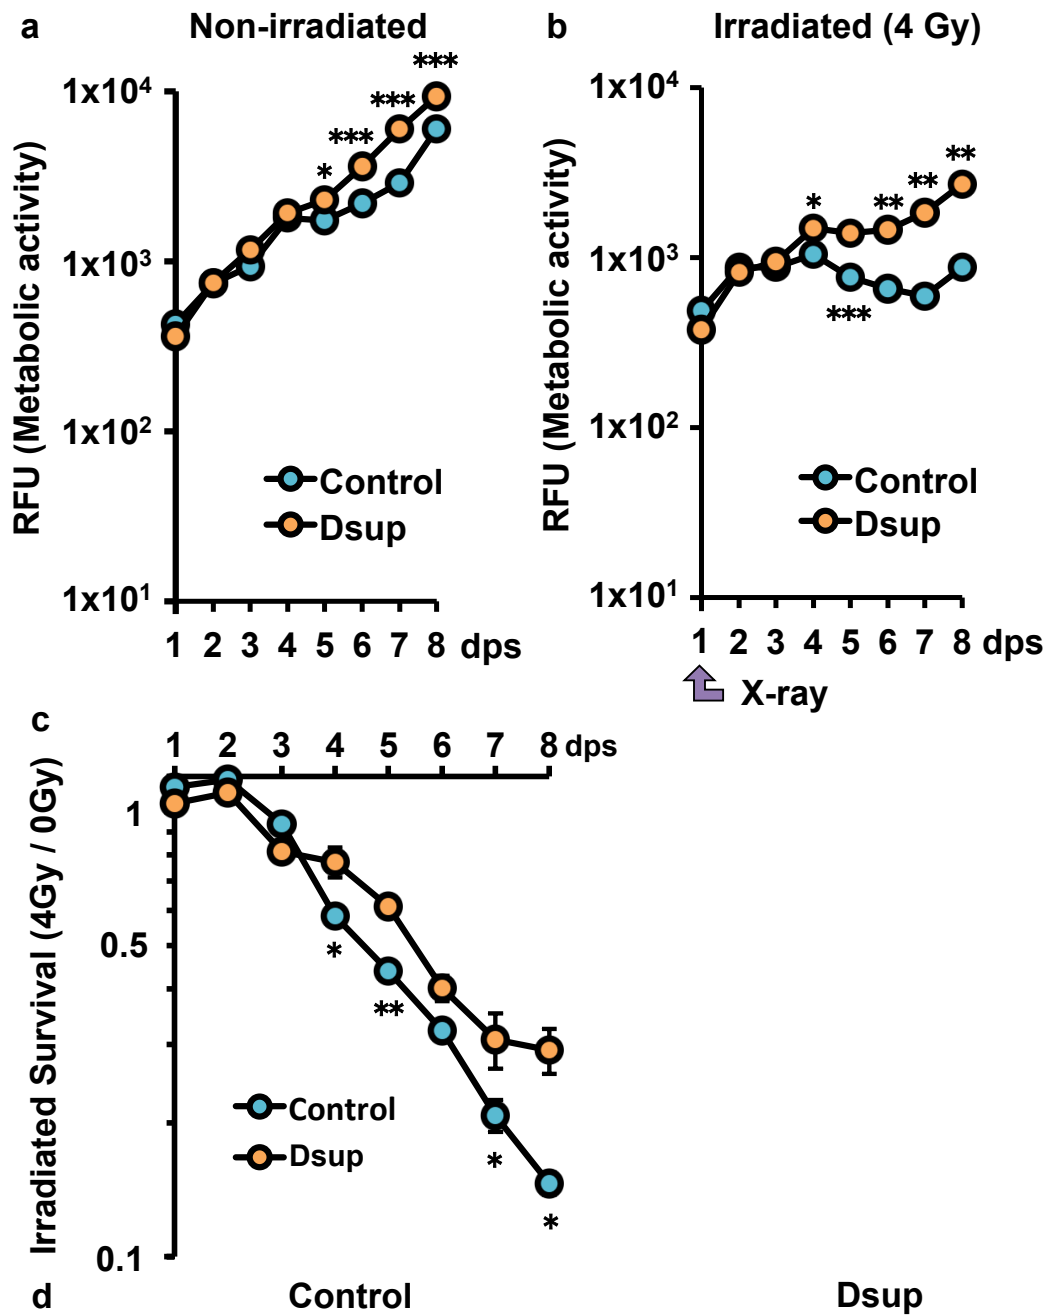 a Non-irradiated
RFU (Metabolic activity)
1x10⁴
1x10³
1x10²
1x10¹
* *** *** ***
Control
Dsup
1 2 3 4 5 6 7 8 dps
b Irradiated (4 Gy)
RFU (Metabolic activity)
1x10⁴
1x10³
1x10²
1x10¹
* ** ** **
***
Control
Dsup
1 2 3 4 5 6 7 8 dps
X-ray
c
1 2 3 4 5 6 7 8 dps
Irradiated Survival (4Gy / 0Gy)
1
0.5
0.1
*
**
*
*
Control
Dsup
d Control Dsup